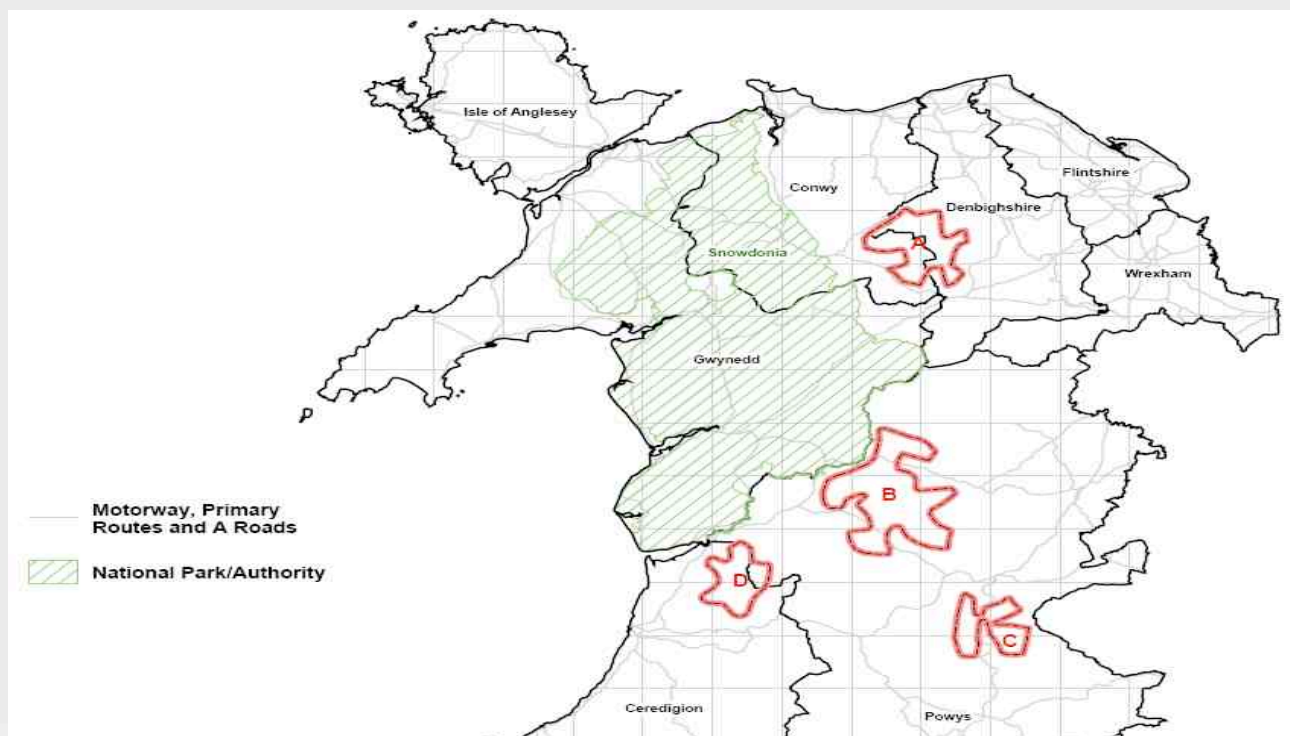 Isle of Anglesey
Flintshire
Conwy
Denbighshire
A
Snowdonia
Wrexham
Gwynedd
B
Motorway, Primary
Routes and A Roads
National Park/Authority
D
C
Ceredigion
Powys